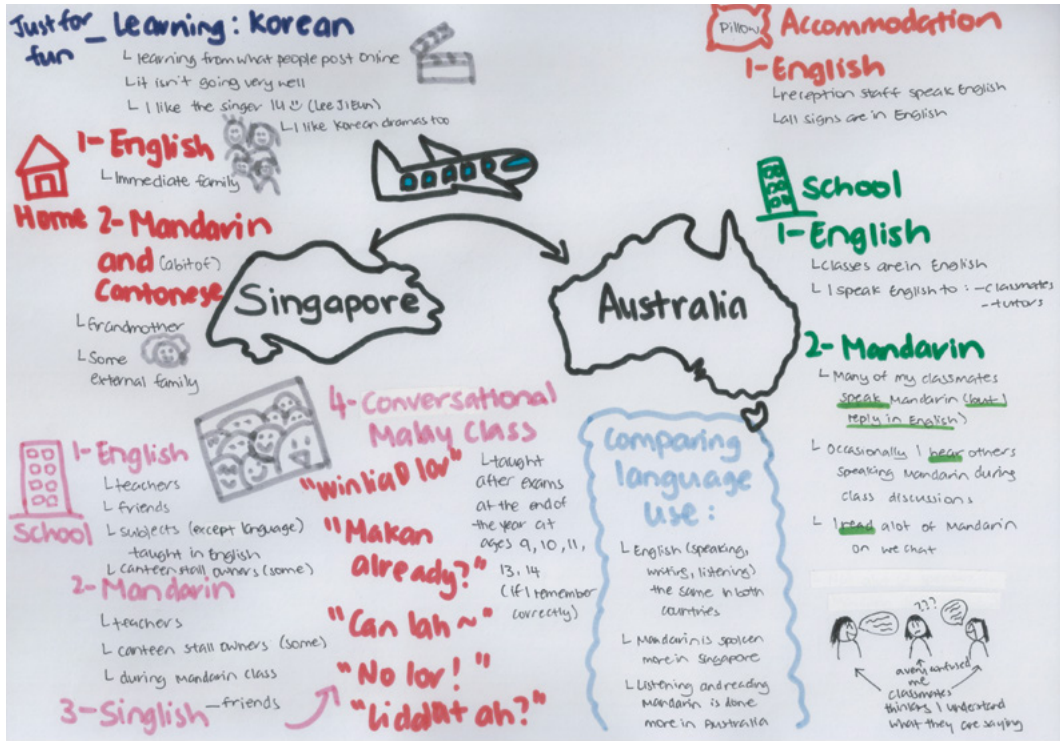 Just for fun_ Learning: Korean
└ learning from what people post online
└ it isn't going very well
└ I like the singer IU (Lee Ji Eun)
└ I like Korean dramas too
Home
1- English
└ Immediate family
2- Mandarin
and (a bit of)
Cantonese
└ Grandmother
└ Some
external family
Singapore
Australia
School
1- English
└ teachers
└ friends
└ subjects (except language)
taught in English
└ canteen stall owners (some)
2- Mandarin
└ teachers
└ canteen stall owners (some)
└ during Mandarin class
3- Singlish - friends
"win liao lor"
"Makan
already?"
"Can lah ~"
"No lor! "
"liddat ah?"
4- Conversational
Malay Class
└ taught
after exams
at the end of
the year at
ages 9, 10, 11,
13, 14
(if I remember
correctly)
Comparing
language
use:
└ English (speaking,
writing, listening)
the same in both
countries
└ Mandarin is spoken
more in singapore
└ Listening and reading
Mandarin is done
more in Australia
Pillow
Accommodation
1- English
└ reception staff speak English
└ all signs are in English
School
1- English
└ classes are in English
└ I speak English to: - classmates
- tutors
2- Mandarin
└ Many of my classmates
speak Mandarin (but I
reply in English)
└ Occasionally I hear others
speaking Mandarin during
class discussions
└ I read alot of Mandarin
on we chat
???
a very confused
me
classmates
thinking I understand
what they are saying